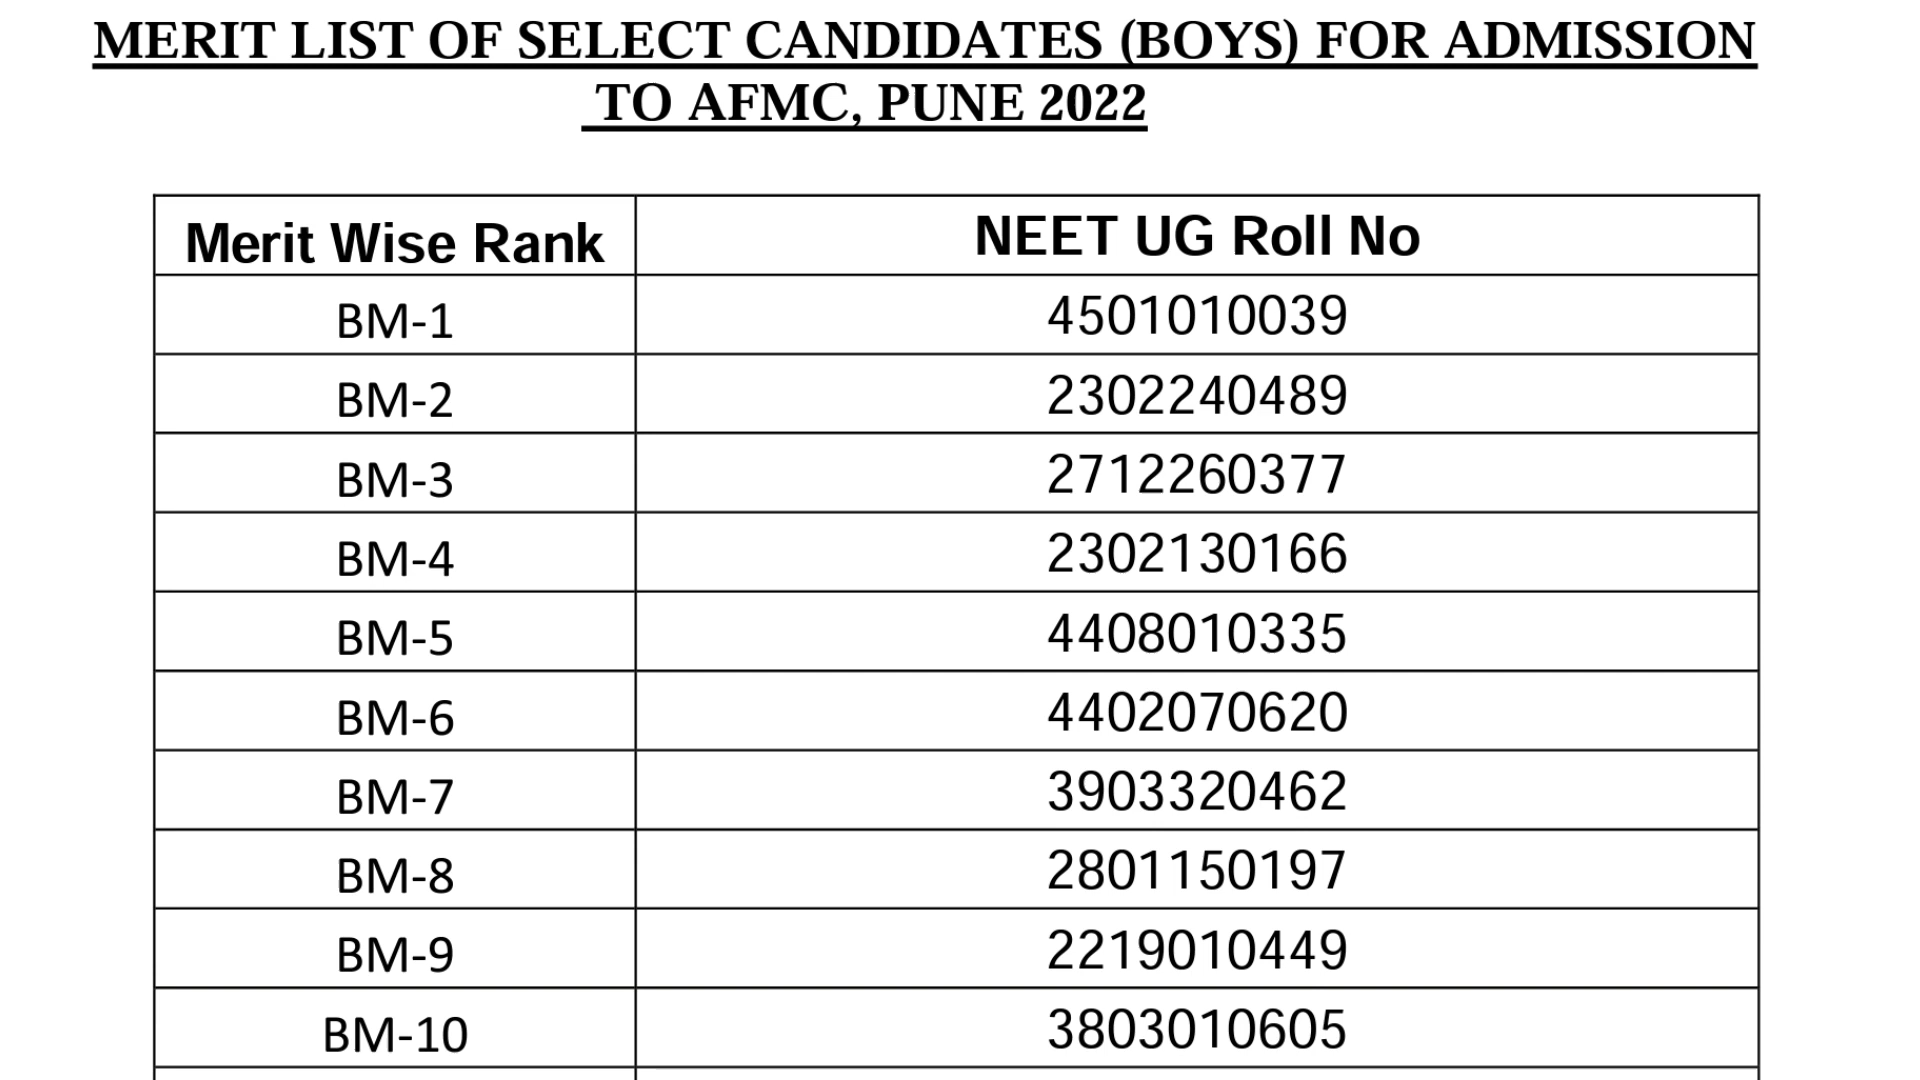 MERIT LIST OF SELECT CANDIDATES (BOYS) FOR ADMISSION
TO AFMC, PUNE 2022
Merit Wise Rank NEET UG Roll No
BM-1 4501010039
BM-2 2302240489
BM-3 2712260377
BM-4 2302130166
BM-5 4408010335
BM-6 4402070620
BM-7 3903320462
BM-8 2801150197
BM-9 2219010449
BM-10 3803010605